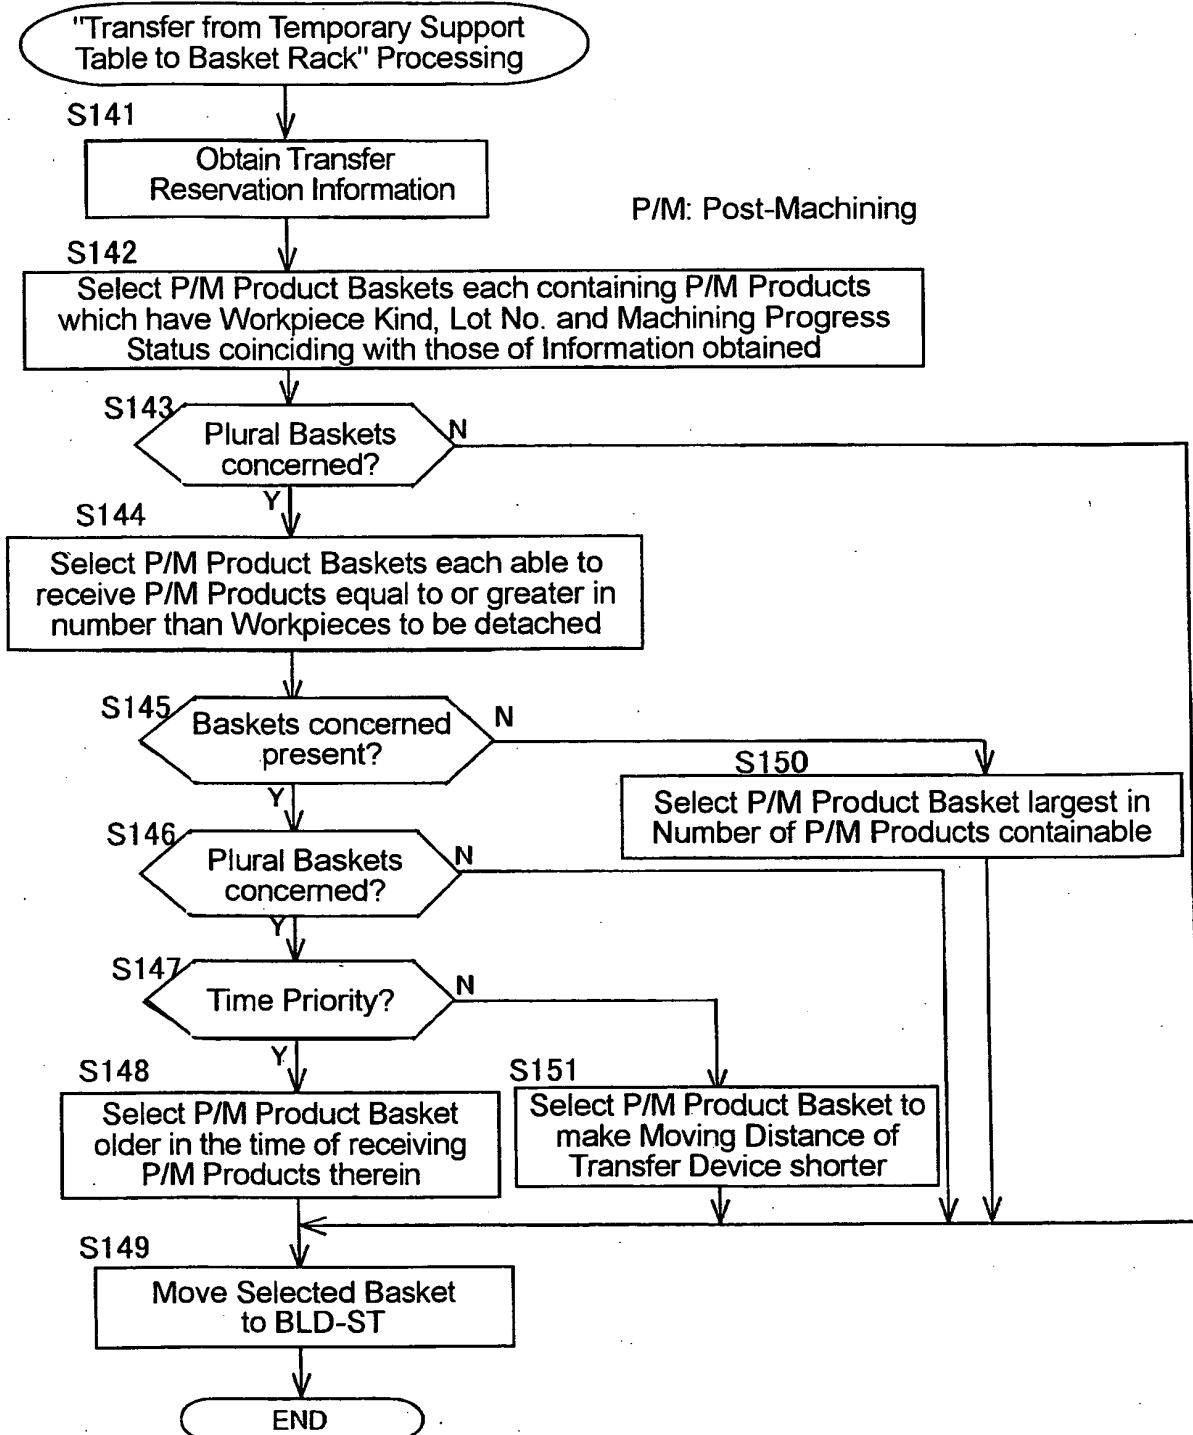 "Transfer from Temporary Support
Table to Basket Rack" Processing
S141
Obtain Transfer
Reservation Information
P/M: Post-Machining
S142
Select P/M Product Baskets each containing P/M Products
which have Workpiece Kind, Lot No. and Machining Progress
Status coinciding with those of Information obtained
S143
Plural Baskets
concerned?
N
Y
S144
Select P/M Product Baskets each able to
receive P/M Products equal to or greater in
number than Workpieces to be detached
S145
Baskets concerned
present?
N
Y
S150
Select P/M Product Basket largest in
Number of P/M Products containable
S146
Plural Baskets
concerned?
N
Y
S147
Time Priority?
N
Y
S148
Select P/M Product Basket
older in the time of receiving
P/M Products therein
S151
Select P/M Product Basket to
make Moving Distance of
Transfer Device shorter
S149
Move Selected Basket
to BLD-ST
END